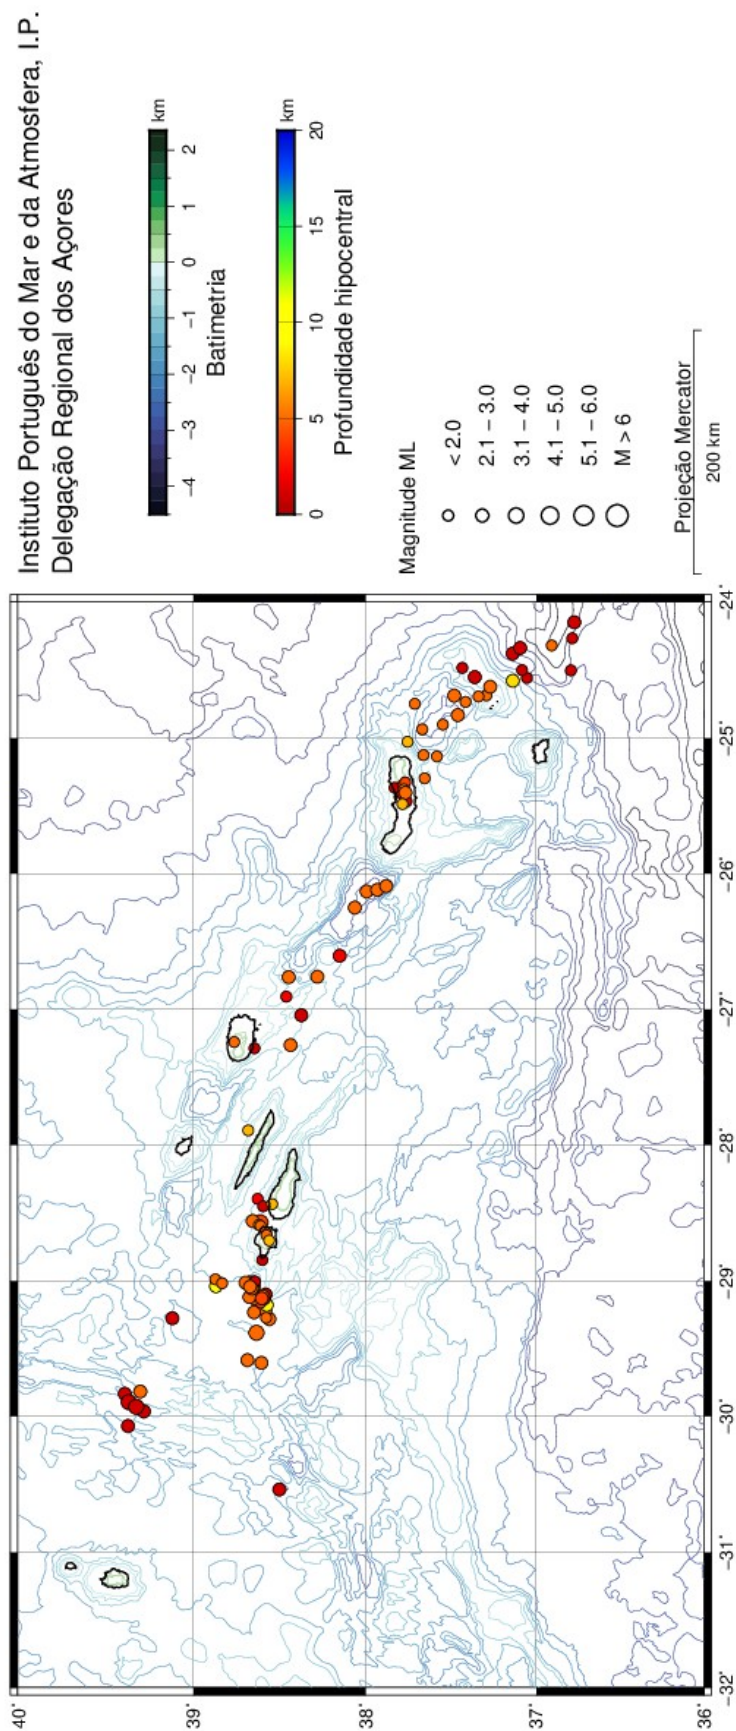 Instituto Português do Mar e da Atmosfera, I.P.
Delegação Regional dos Açores
km
−4 −3 −2 −1 0 1 2
Batimetria
km
0 5 10 15 20
Profundidade hipocentral
Magnitude ML
< 2.0
2.1 − 3.0
3.1 − 4.0
4.1 − 5.0
5.1 − 6.0
M > 6
Projeção Mercator
200 km
40˚
39˚
38˚
37˚
36˚
−32˚ −31˚ −30˚ −29˚ −28˚ −27˚ −26˚ −25˚ −24˚